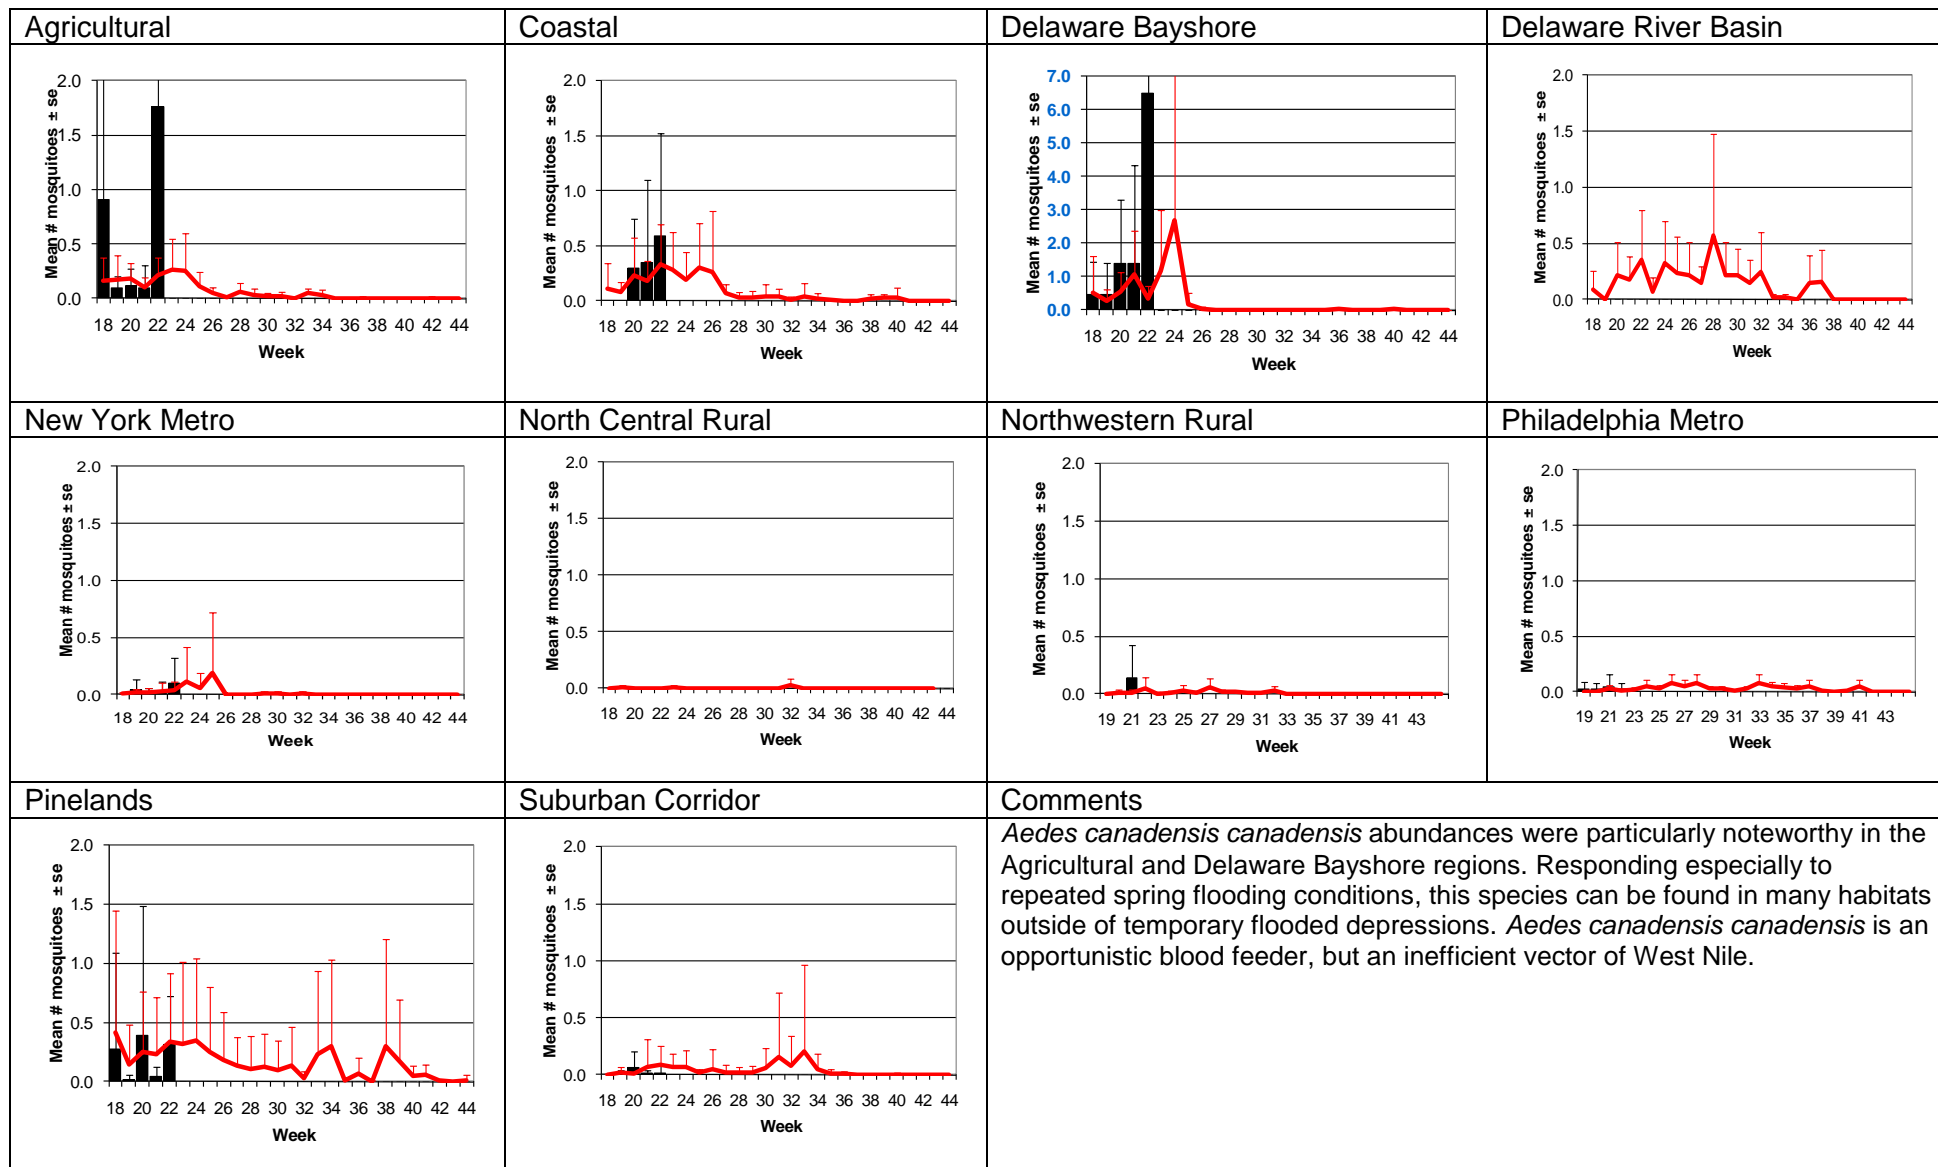 Agricultural
Coastal
Delaware Bayshore
Delaware River Basin
Mean # mosquitoes ± se
2.0
1.5
1.0
0.5
0.0
18 20 22 24 26 28 30 32 34 36 38 40 42 44
Week
Mean # mosquitoes ± se
2.0
1.5
1.0
0.5
0.0
18 20 22 24 26 28 30 32 34 36 38 40 42 44
Week
Mean # mosquitoes ± se
7.0
6.0
5.0
4.0
3.0
2.0
1.0
0.0
18 20 22 24 26 28 30 32 34 36 38 40 42 44
Week
Mean # mosquitoes ± se
2.0
1.5
1.0
0.5
0.0
18 20 22 24 26 28 30 32 34 36 38 40 42 44
Week
New York Metro
North Central Rural
Northwestern Rural
Philadelphia Metro
Mean # mosquitoes ± se
2.0
1.5
1.0
0.5
0.0
18 20 22 24 26 28 30 32 34 36 38 40 42 44
Week
Mean # mosquitoes ± se
2.0
1.5
1.0
0.5
0.0
18 20 22 24 26 28 30 32 34 36 38 40 42 44
Week
Mean # mosquitoes ± se
2.0
1.5
1.0
0.5
0.0
19 21 23 25 27 29 31 33 35 37 39 41 43
Week
Mean # mosquitoes ± se
2.0
1.5
1.0
0.5
0.0
19 21 23 25 27 29 31 33 35 37 39 41 43
Week
Pinelands
Suburban Corridor
Comments
Mean # mosquitoes ± se
2.0
1.5
1.0
0.5
0.0
18 20 22 24 26 28 30 32 34 36 38 40 42 44
Week
Mean # mosquitoes ± se
2.0
1.5
1.0
0.5
0.0
18 20 22 24 26 28 30 32 34 36 38 40 42 44
Week
Aedes canadensis canadensis abundances were particularly noteworthy in the
Agricultural and Delaware Bayshore regions. Responding especially to
repeated spring flooding conditions, this species can be found in many habitats
outside of temporary flooded depressions. Aedes canadensis canadensis is an
opportunistic blood feeder, but an inefficient vector of West Nile.